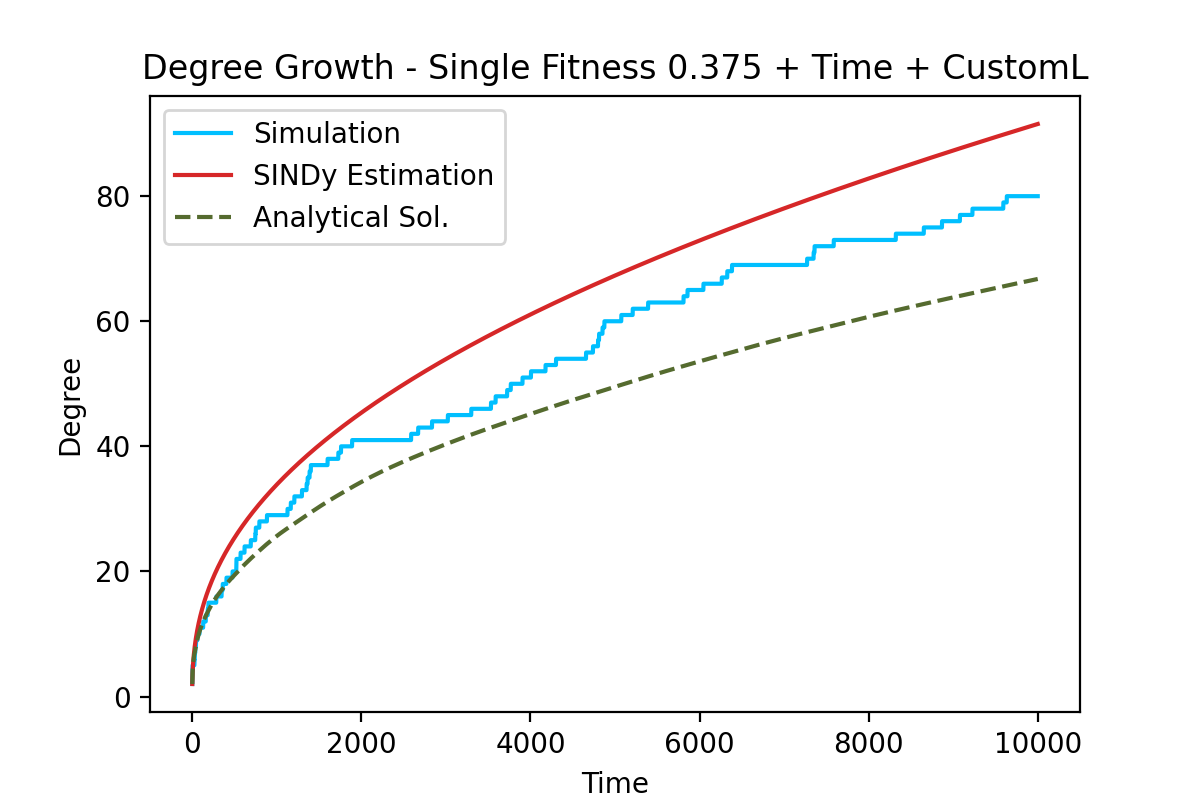 Degree Growth - Single Fitness 0.375 + Time + CustomL
Simulation
SINDy Estimation
Analytical Sol.
80
60
40
20
0
Degree
0 2000 4000 6000 8000 10000
Time